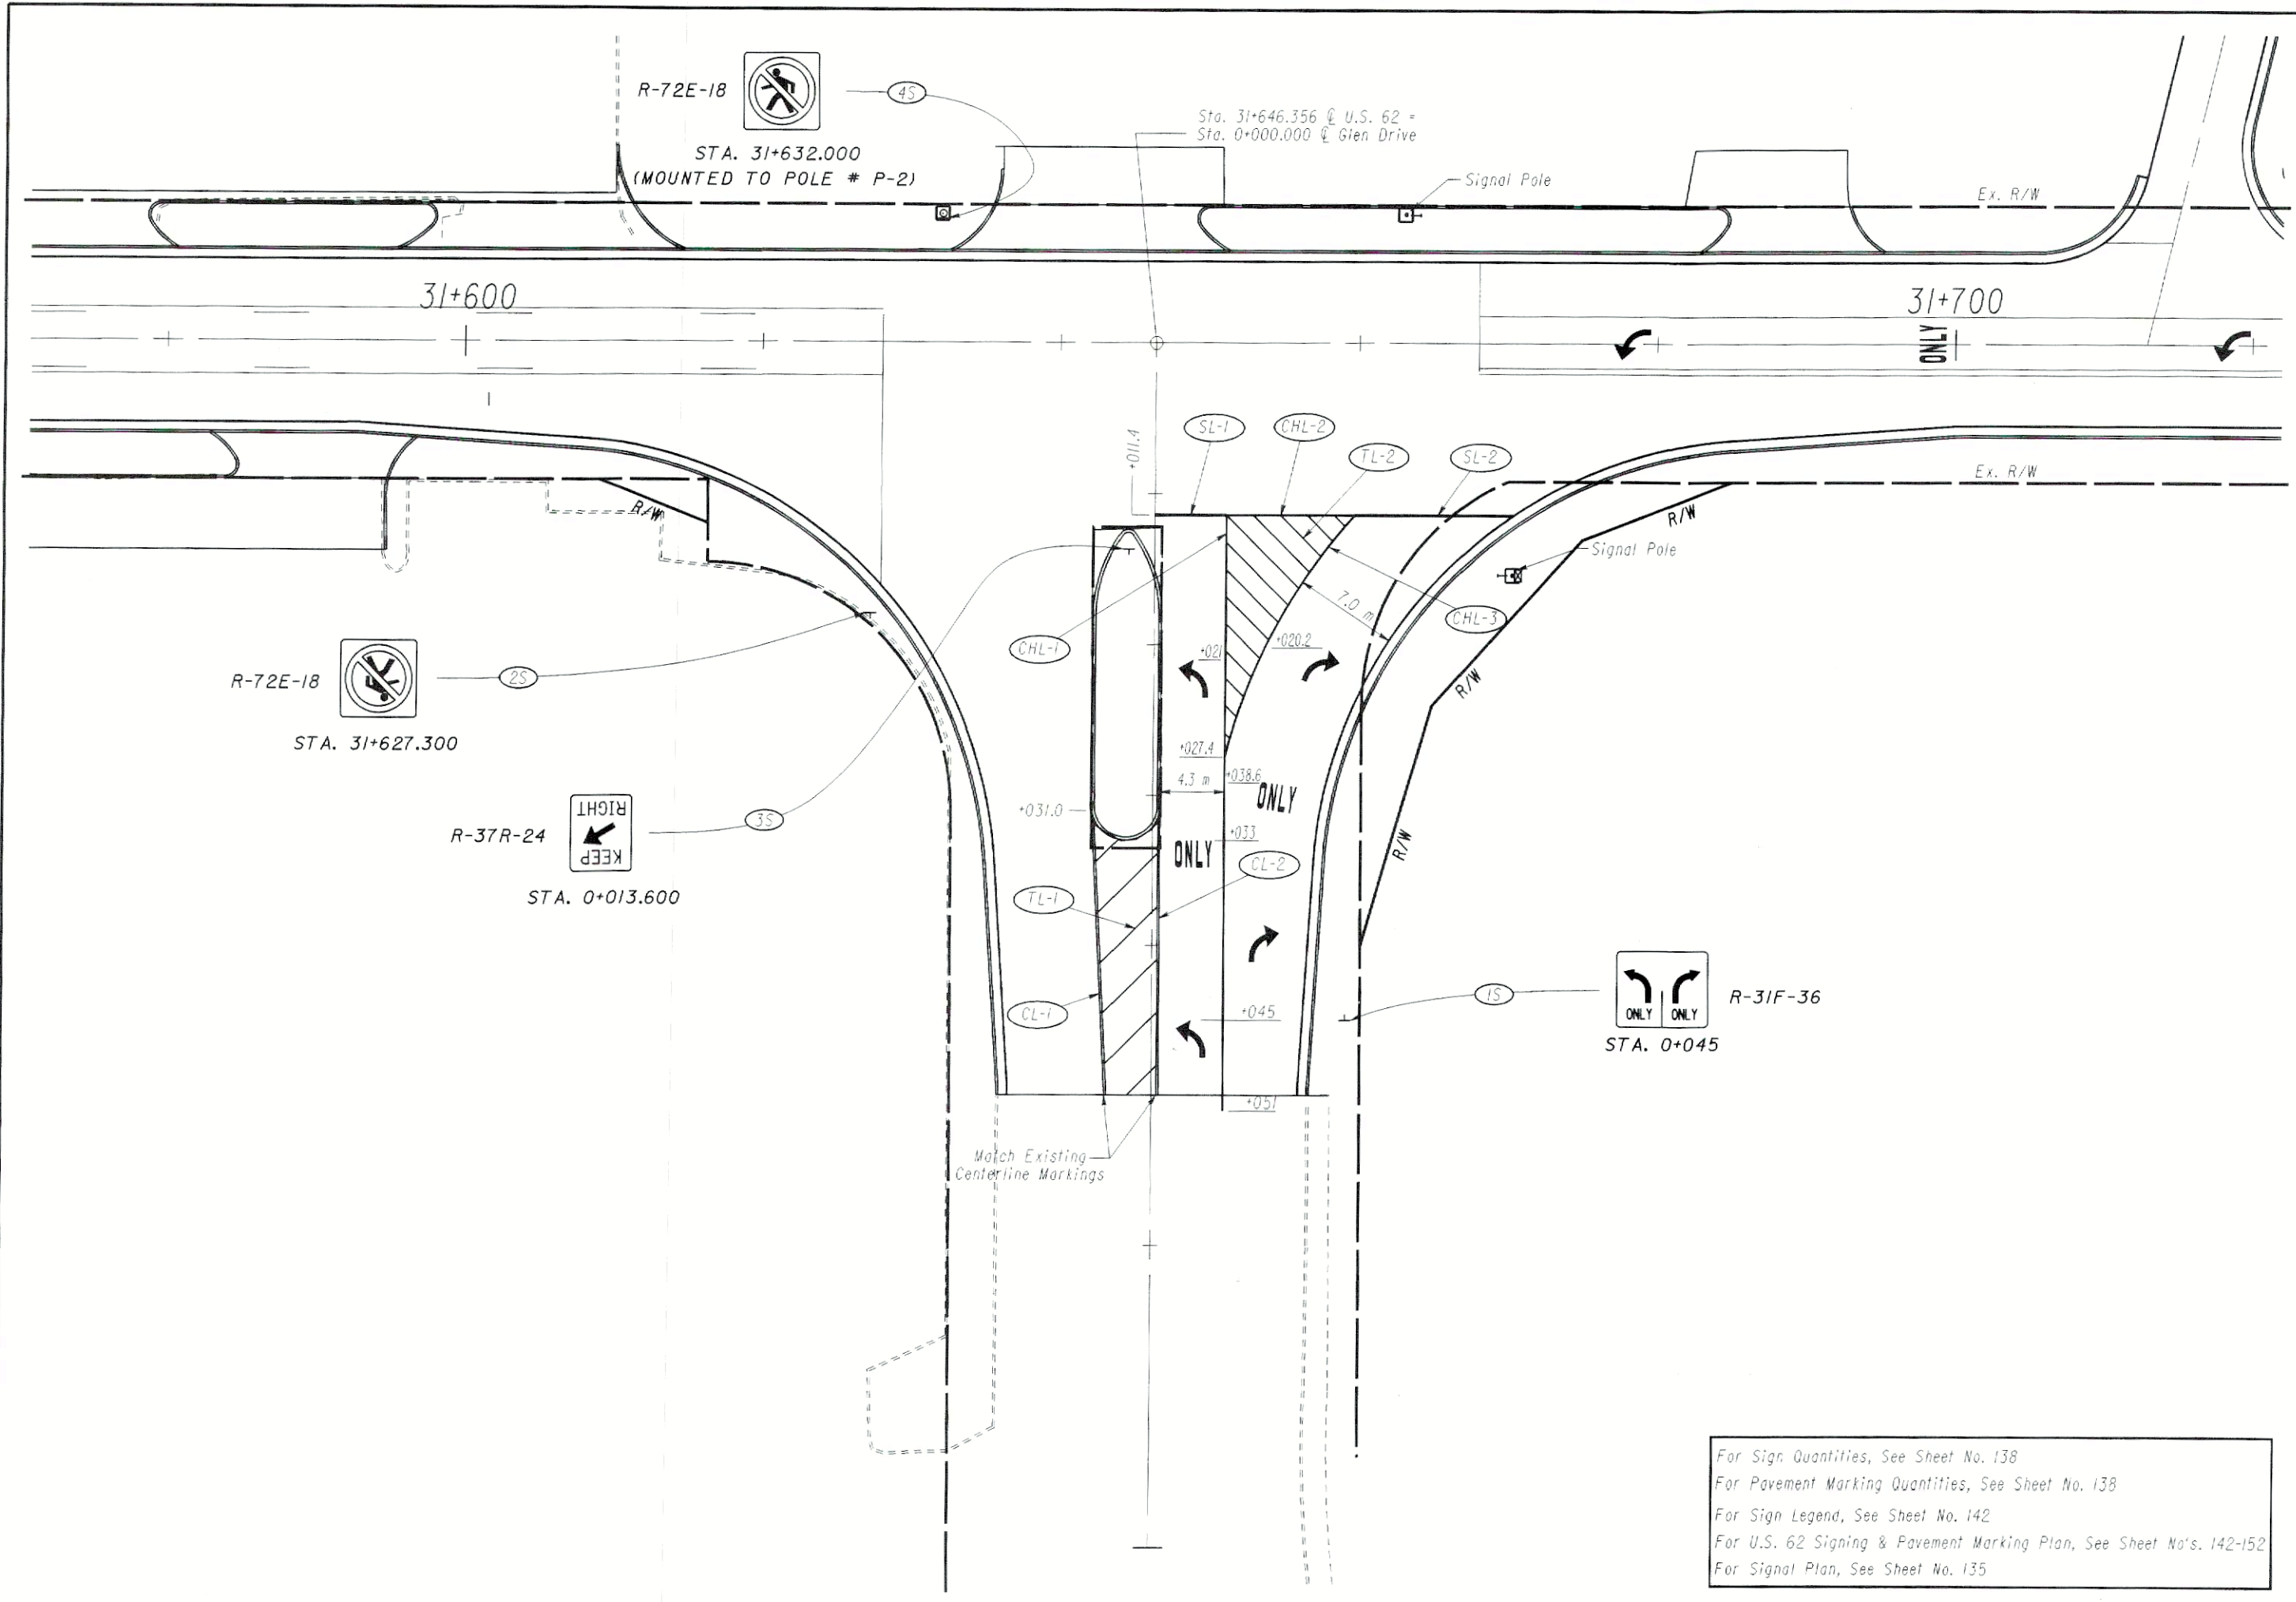 R-72E-18
4S
STA. 31+632.000
(MOUNTED TO POLE # P-2)
Sta. 31+646.356 ℄ U.S. 62 =
Sta. 0+000.000 ℄ Glen Drive
Signal Pole
Ex. R/W
31+600
31+700
ONLY
+011.4
SL-1
CHL-2
TL-2
SL-2
Ex. R/W
R/W
R/W
Signal Pole
7.0 m
CHL-3
CHL-1
+021
+020.2
R-72E-18
2S
STA. 31+627.300
R/W
+027.4
4.3 m
+038.6
ONLY
+031.0
+033
ONLY
CL-2
R/W
KEEP
RIGHT
R-37R-24
3S
STA. 0+013.600
TL-1
CL-1
+045
1S
ONLY
ONLY
R-31F-36
STA. 0+045
+051
Match Existing
Centerline Markings
For Sign Quantities, See Sheet No. 138
For Pavement Marking Quantities, See Sheet No. 138
For Sign Legend, See Sheet No. 142
For U.S. 62 Signing & Pavement Marking Plan, See Sheet No's. 142-152
For Signal Plan, See Sheet No. 135